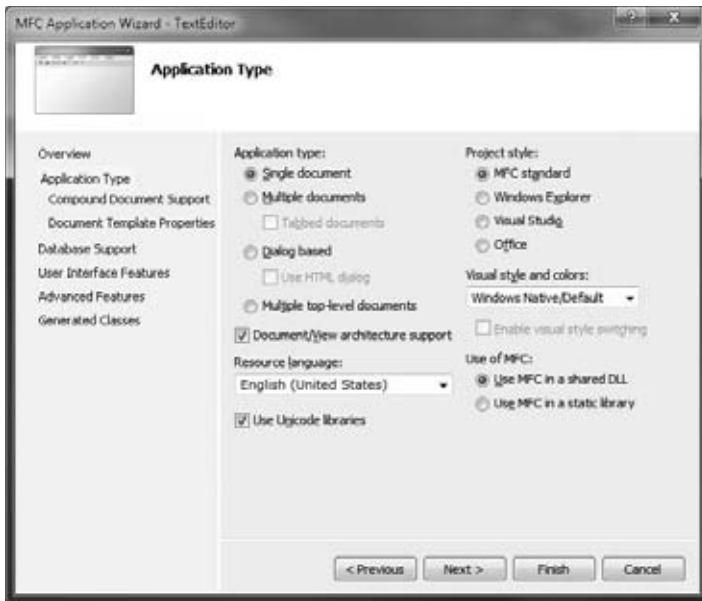 MFC Application Wizard - TextEditor
Application Type
Overview
Application Type
Compound Document Support
Document Template Properties
Database Support
User Interface Features
Advanced Features
Generated Classes
Application type:
Single document
Multiple documents
Tabbed documents
Dialog based
Use HTML dialog
Multiple top-level documents
Document/View architecture support
Resource language:
English (United States)
Use Unicode libraries
Project style:
MFC standard
Windows Explorer
Visual Studio
Office
Visual style and colors:
Windows Native/Default
Enable visual style switching
Use of MFC:
Use MFC in a shared DLL
Use MFC in a static library
< Previous
Next >
Finish
Cancel